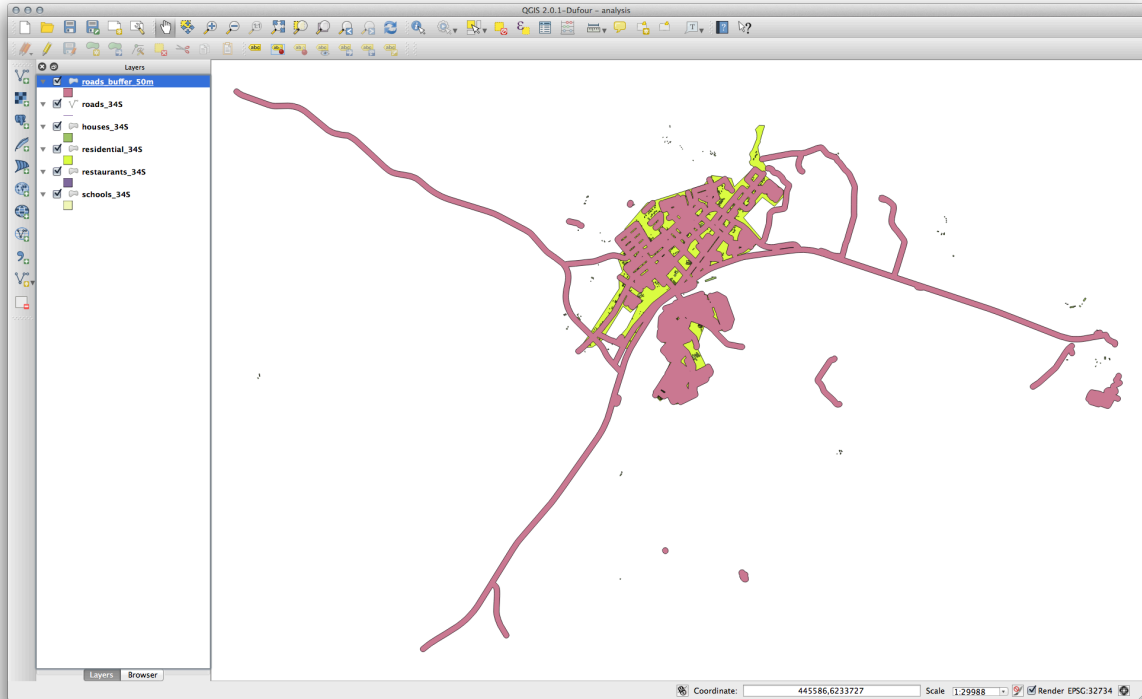 QGIS 2.0.1-Dufour - analysis
Layers
roads_buffer_50m
roads_34S
houses_34S
residential_34S
restaurants_34S
schools_34S
Layers Browser
Coordinate: 445586,6233727 Scale 1:29988 Render EPSG:32734